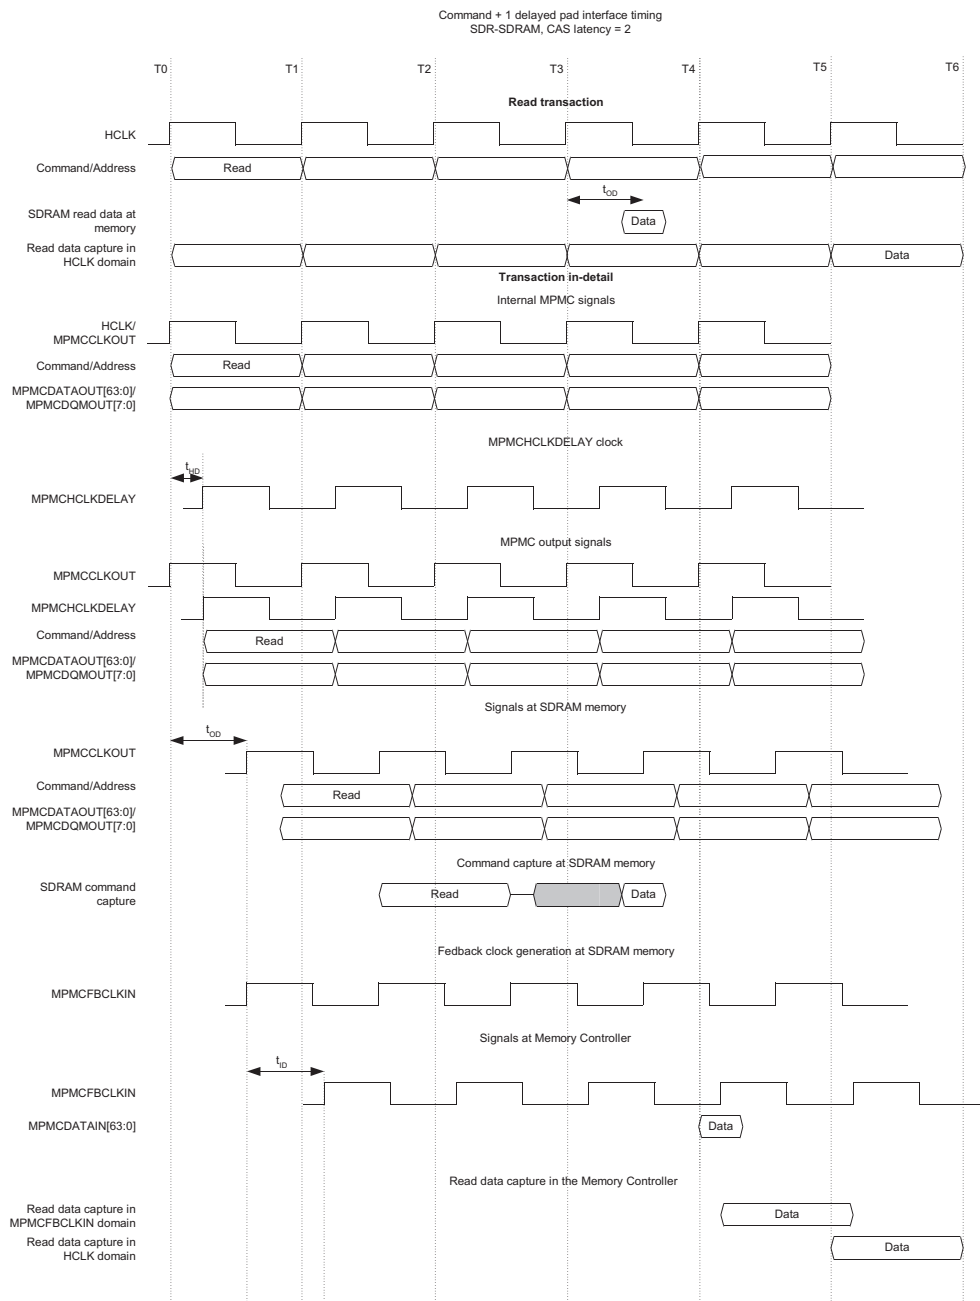 Command + 1 delayed pad interface timing
SDR-SDRAM, CAS latency = 2
T0 T1 T2 T3 T4 T5 T6
Read transaction
HCLK
Command/Address Read
tOD
SDRAM read data at
memory
Data
Read data capture in
HCLK domain
Data
Transaction in-detail
Internal MPMC signals
HCLK/
MPMCCLKOUT
Command/Address Read
MPMCDATAOUT[63:0]/
MPMCDQMOUT[7:0]
MPMCHCLKDELAY clock
tHD
MPMCHCLKDELAY
MPMC output signals
MPMCCLKOUT
MPMCHCLKDELAY
Command/Address Read
MPMCDATAOUT[63:0]/
MPMCDQMOUT[7:0]
Signals at SDRAM memory
tOD
MPMCCLKOUT
Command/Address Read
MPMCDATAOUT[63:0]/
MPMCDQMOUT[7:0]
Command capture at SDRAM memory
SDRAM command
capture
Read Data
Fedback clock generation at SDRAM memory
MPMCFBCLKIN
Signals at Memory Controller
tID
MPMCFBCLKIN
MPMCDATAIN[63:0] Data
Read data capture in the Memory Controller
Read data capture in
MPMCFBCLKIN domain
Data
Read data capture in
HCLK domain
Data